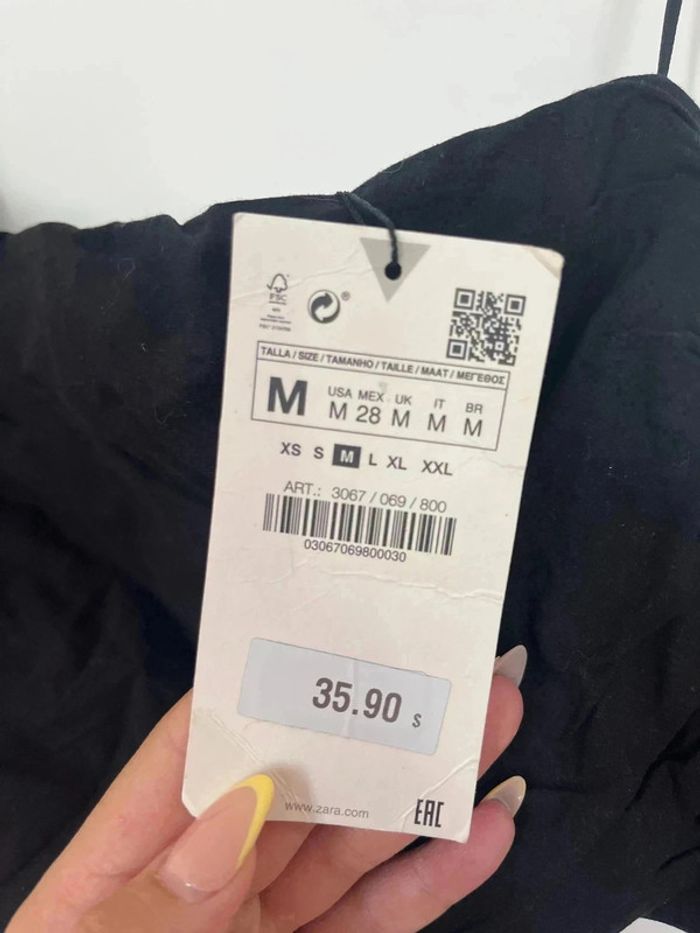 FSC
®
TALLA / SIZE / TAMANHO / TAILLE / MAAT / ΜΕΓΕΘΟΣ
M
USA MEX UK IT BR
M 28 M M M
XS S M L XL XXL
ART.: 3067 / 069 / 800
03067069800030
35.90 s
www.zara.com
EAC